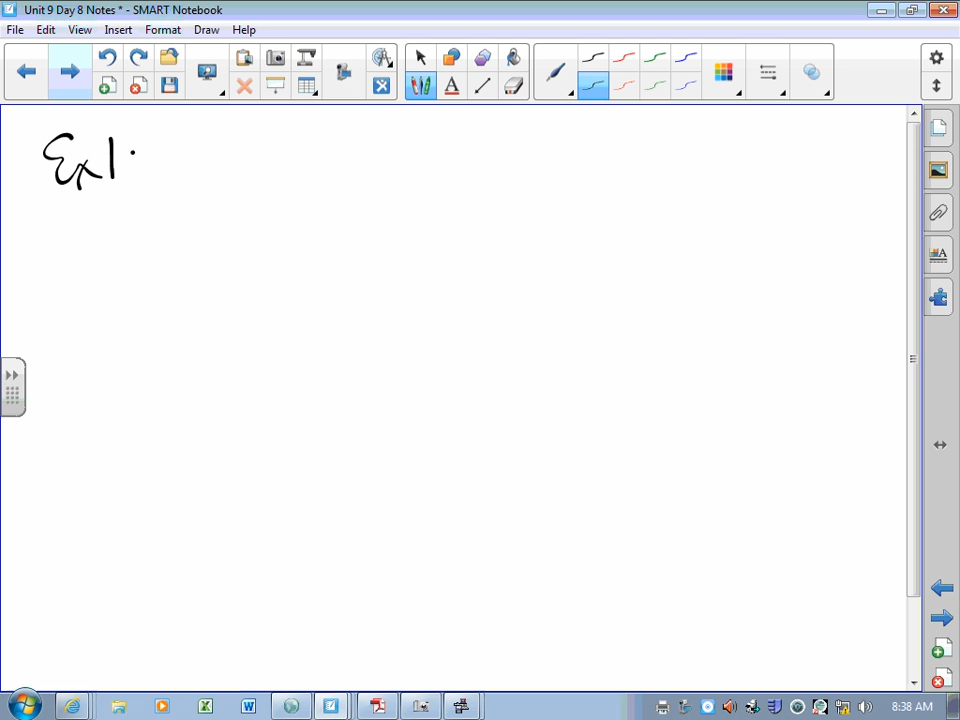 Unit 9 Day 8 Notes * - SMART Notebook
File Edit View Insert Format Draw Help
Ex 1.
8:38 AM